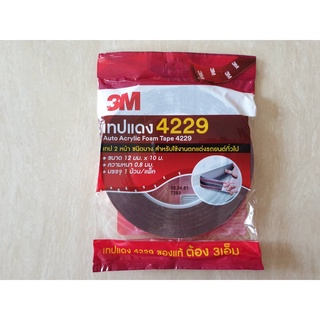 3M
เทปแดง 4229
Auto Acrylic Foam Tape 4229
เทป 2 หน้า ชนิดบาง สำหรับใช้งานตกแต่งรถยนต์ทั่วไป
• ขนาด 12 มม. x 10 ม.
• ความหนา 0.8 มม.
• บรรจุ 1 ม้วน/แพ็ค
เทปแดง 4229 ของแท้ ต้อง 3เอ็ม